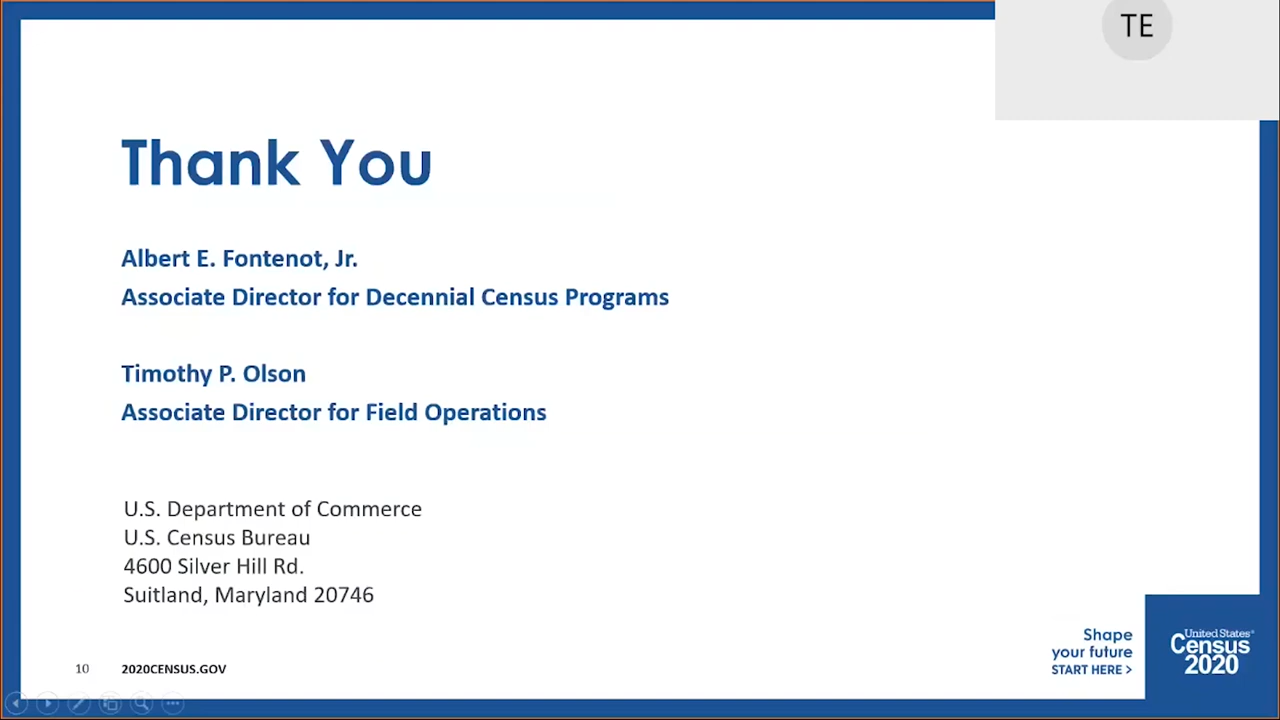 TE
Thank You
Albert E. Fontenot, Jr.
Associate Director for Decennial Census Programs
Timothy P. Olson
Associate Director for Field Operations
U.S. Department of Commerce
U.S. Census Bureau
4600 Silver Hill Rd.
Suitland, Maryland 20746
10
2020CENSUS.GOV
Shape
your future
START HERE >
United States®
Census
2020